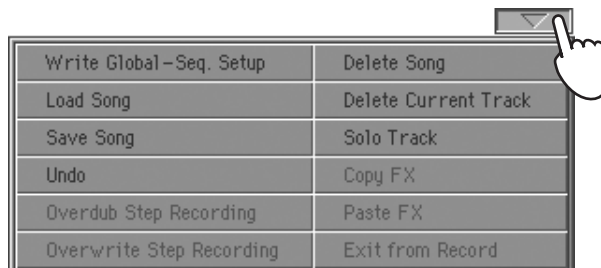 Write Global-Seq. Setup
Delete Song
Load Song
Delete Current Track
Save Song
Solo Track
Undo
Copy FX
Overdub Step Recording
Paste FX
Overwrite Step Recording
Exit from Record